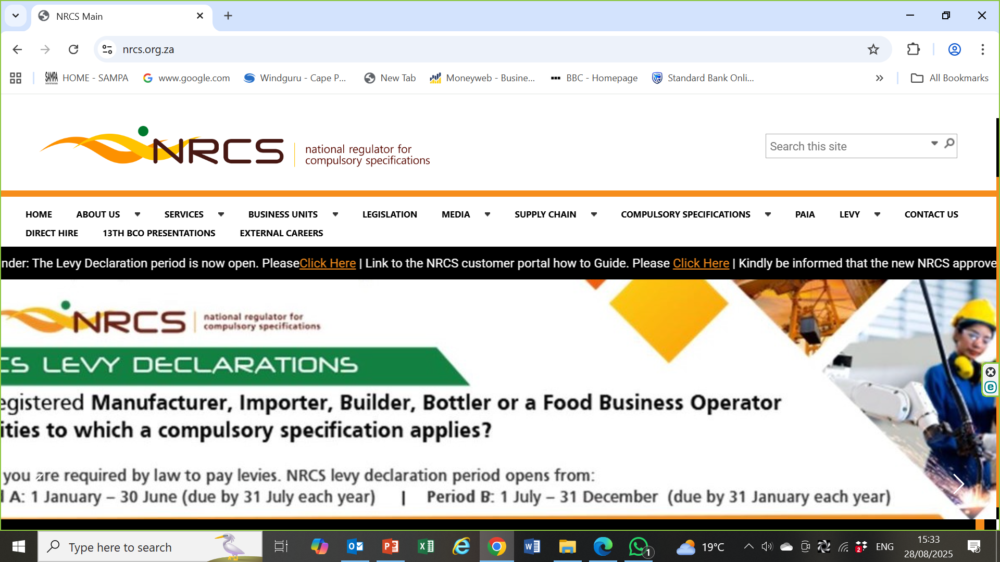 NRCS Main
nrcs.org.za
HOME - SAMPA
www.google.com
Windguru - Cape P...
New Tab
Moneyweb - Busine...
BBC - Homepage
Standard Bank Onli...
All Bookmarks
NRCS
national regulator for
compulsory specifications
Search this site
HOME ABOUT US SERVICES BUSINESS UNITS LEGISLATION MEDIA SUPPLY CHAIN COMPULSORY SPECIFICATIONS PAIA LEVY CONTACT US
DIRECT HIRE 13TH BCO PRESENTATIONS EXTERNAL CAREERS
nder: The Levy Declaration period is now open. PleaseClick Here | Link to the NRCS customer portal how to Guide. Please Click Here | Kindly be informed that the new NRCS approve
NRCS
national regulator for
compulsory specifications
CS LEVY DECLARATIONS
egistered Manufacturer, Importer, Builder, Bottler or a Food Business Operator
ities to which a compulsory specification applies?
you are required by law to pay levies. NRCS levy declaration period opens from:
d A: 1 January – 30 June (due by 31 July each year) | Period B: 1 July – 31 December (due by 31 January each year)
Type here to search
1
19°C
2
ENG
15:33
28/08/2025